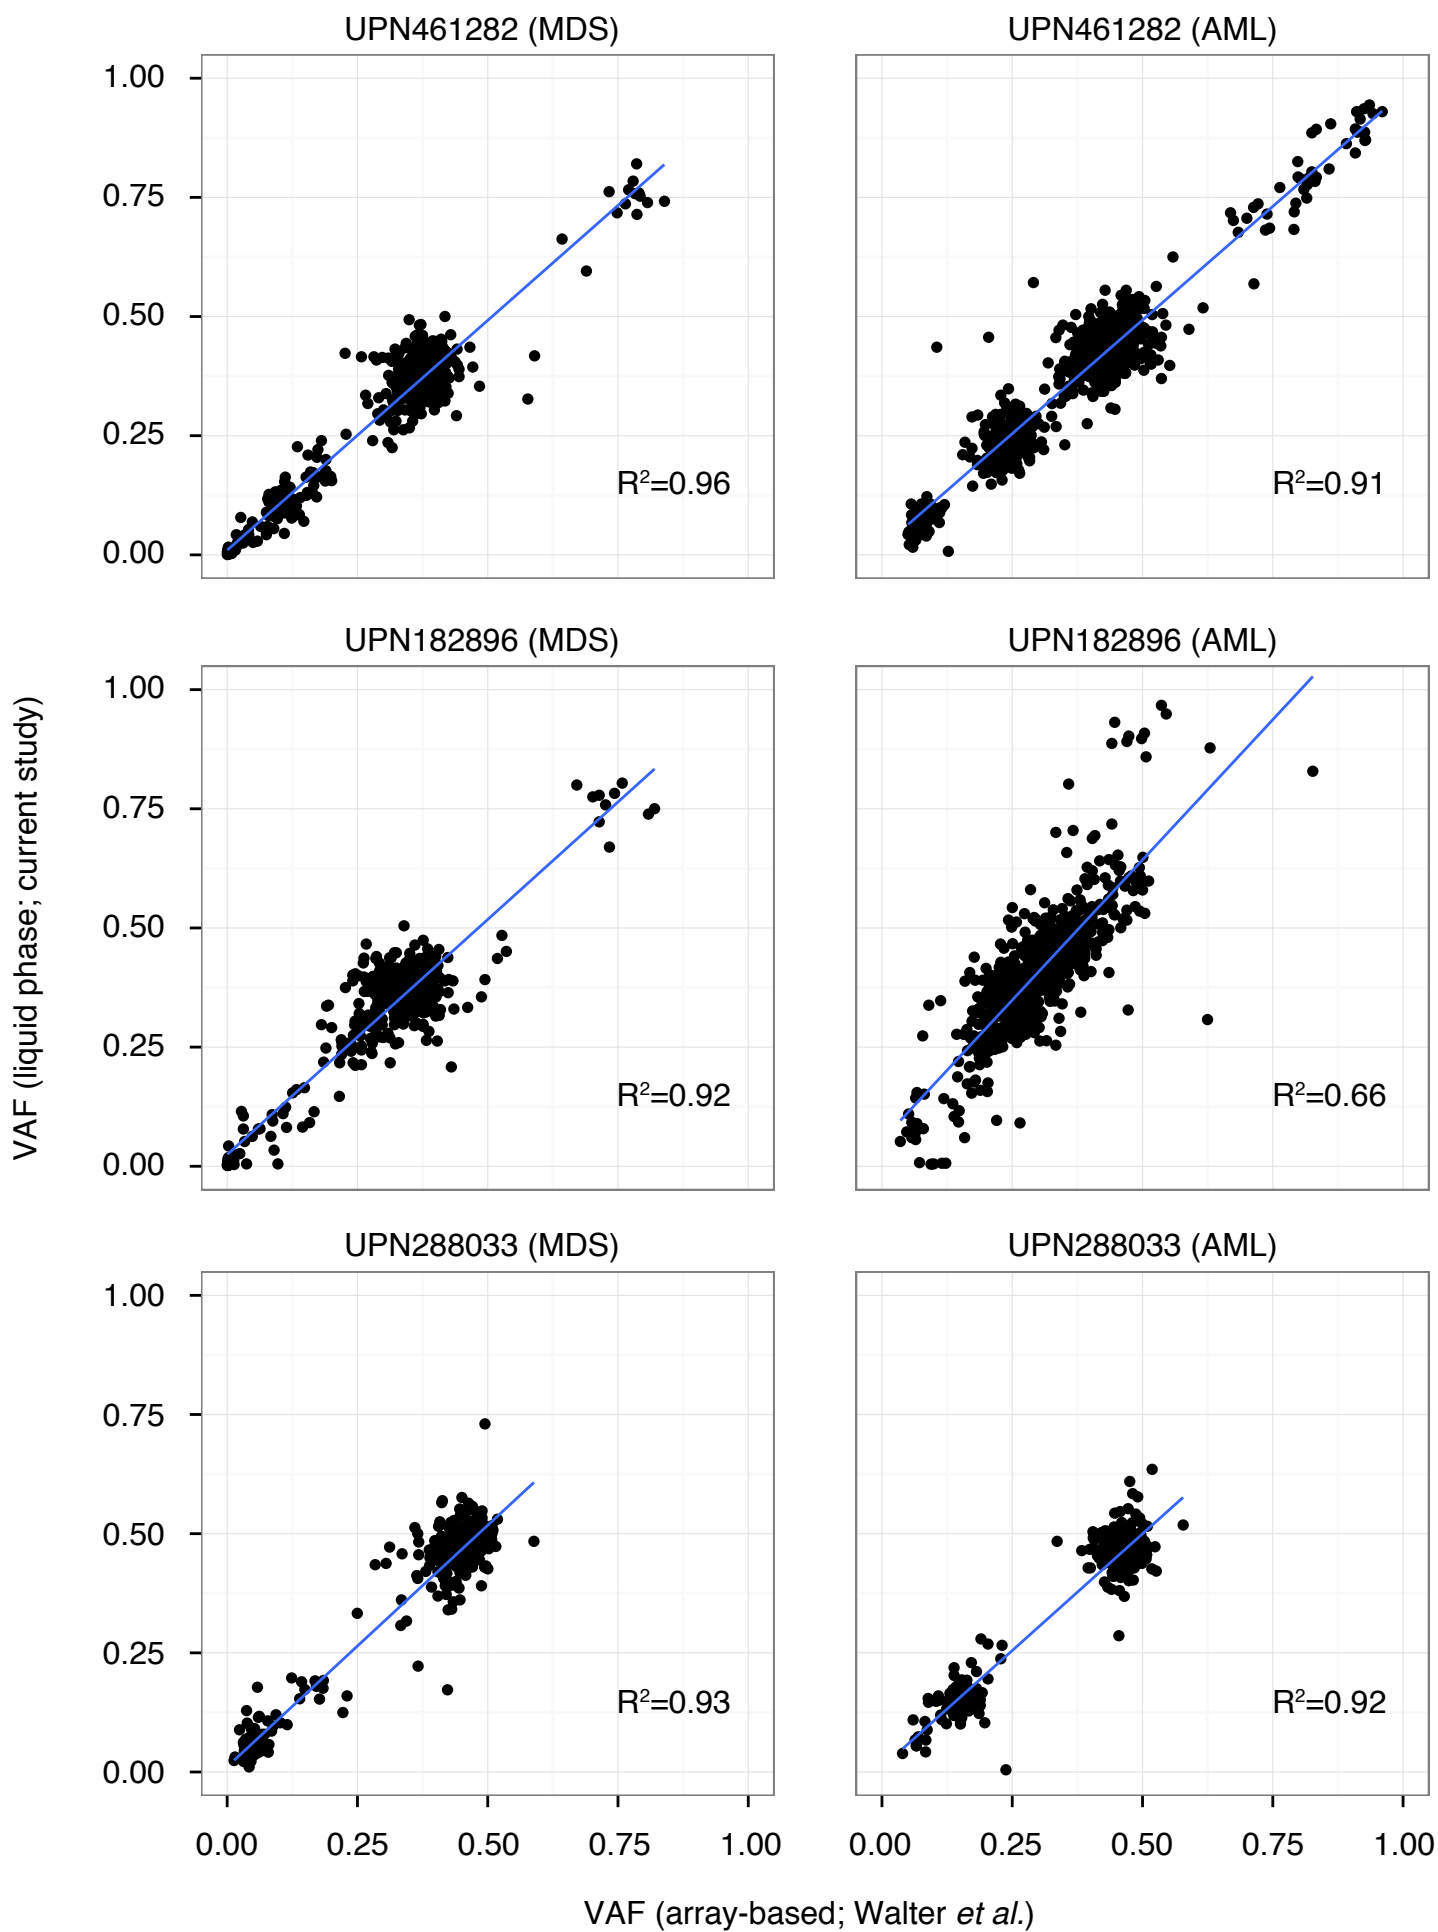 UPN461282 (MDS)
UPN461282 (AML)
1.00
0.75
0.50
0.25
0.00
R²=0.96
R²=0.91
UPN182896 (MDS)
UPN182896 (AML)
1.00
0.75
0.50
0.25
0.00
R²=0.92
R²=0.66
VAF (liquid phase; current study)
UPN288033 (MDS)
UPN288033 (AML)
1.00
0.75
0.50
0.25
0.00
R²=0.93
R²=0.92
0.00 0.25 0.50 0.75 1.00
0.00 0.25 0.50 0.75 1.00
VAF (array-based; Walter et al.)